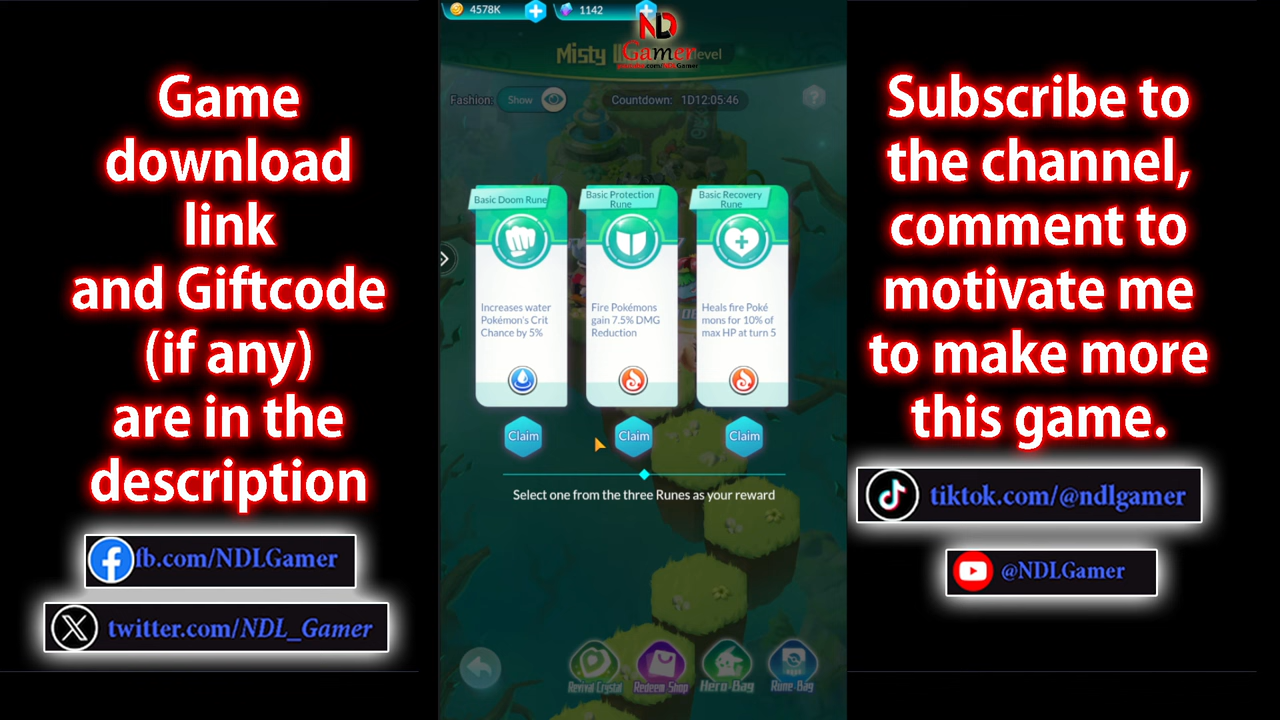 Game
download
link
and Giftcode
(if any)
are in the
description
fb.com/NDLGamer
twitter.com/NDL_Gamer
4578K
1142
ND
Gamer
Misty
level
Fashion:
Show
Countdown: 1D12:05:46
?
Basic Doom Rune
Increases water
Pokémon's Crit
Chance by 5%
Claim
Basic Protection
Rune
Fire Pokémons
gain 7.5% DMG
Reduction
Claim
Basic Recovery
Rune
Heals fire Poké
mons for 10% of
max HP at turn 5
Claim
Select one from the three Runes as your reward
Revival Crystal
Redeem Shop
Hero-Bag
Rune-Bag
Subscribe to
the channel,
comment to
motivate me
to make more
this game.
tiktok.com/@ndlgamer
@NDLGamer